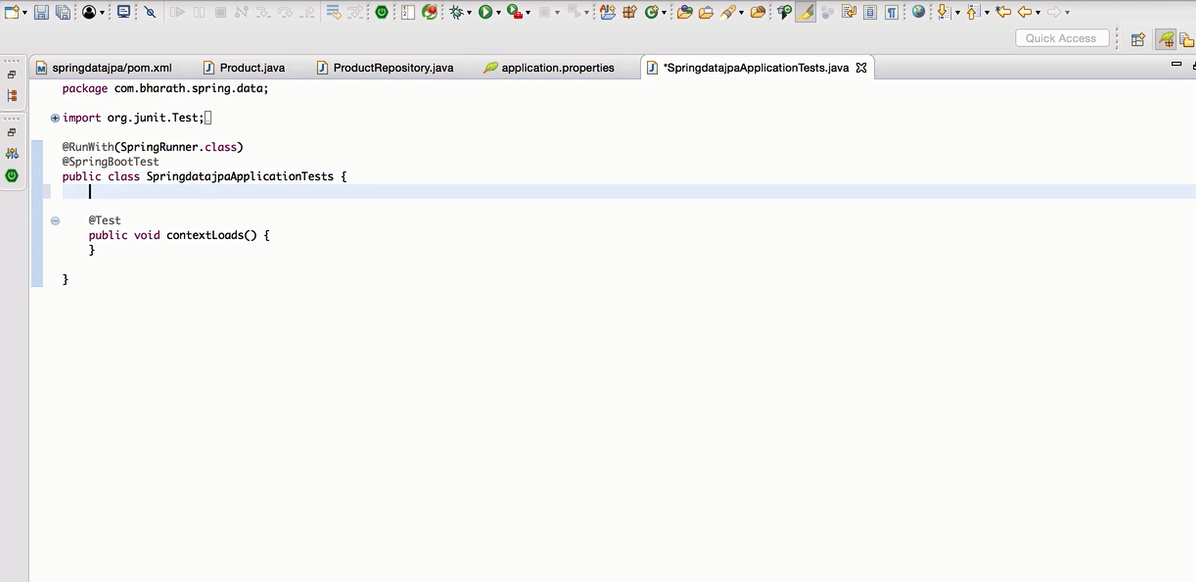 Quick Access
springdatajpa/pom.xml
Product.java
ProductRepository.java
application.properties
*SpringdatajpaApplicationTests.java
package com.bharath.spring.data;
import org.junit.Test;
@RunWith(SpringRunner.class)
@SpringBootTest
public class SpringdatajpaApplicationTests {
@Test
public void contextLoads() {
}
}